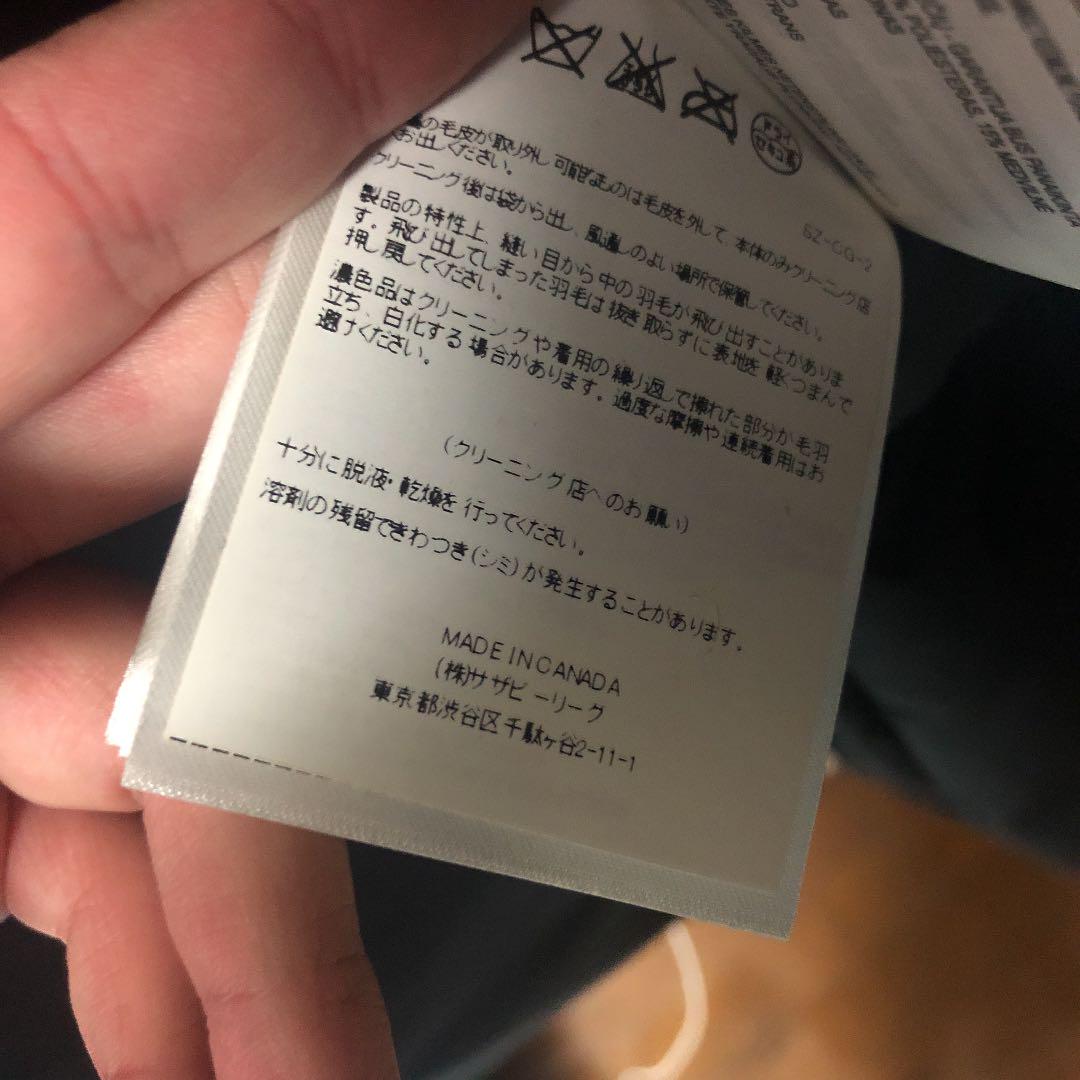 ドライ
セキユ系
SZ-CG-2
の毛皮が取り外し可能なものは毛皮を外して、本体のみクリーニング店
にお出しください。
クリーニング後は袋から出し、風通しのよい場所で保管してください。
製品の特性上、縫い目から中の羽毛が飛び出すことがありま
す。飛び出してしまった羽毛は抜き取らずに表地を軽くつまんで
押し戻してください。
濃色品はクリーニングや着用の繰り返しで擦れた部分が毛羽
立ち、白化する場合があります。過度な摩擦や連続着用はお
避けください。
(クリーニング店へのお願い)
十分に脱液・乾燥を行ってください。
溶剤の残留できわつき(シミ)が発生することがあります。
MADE IN CANADA
(株)サザビーリーグ
東京都渋谷区千駄ヶ谷2-11-1